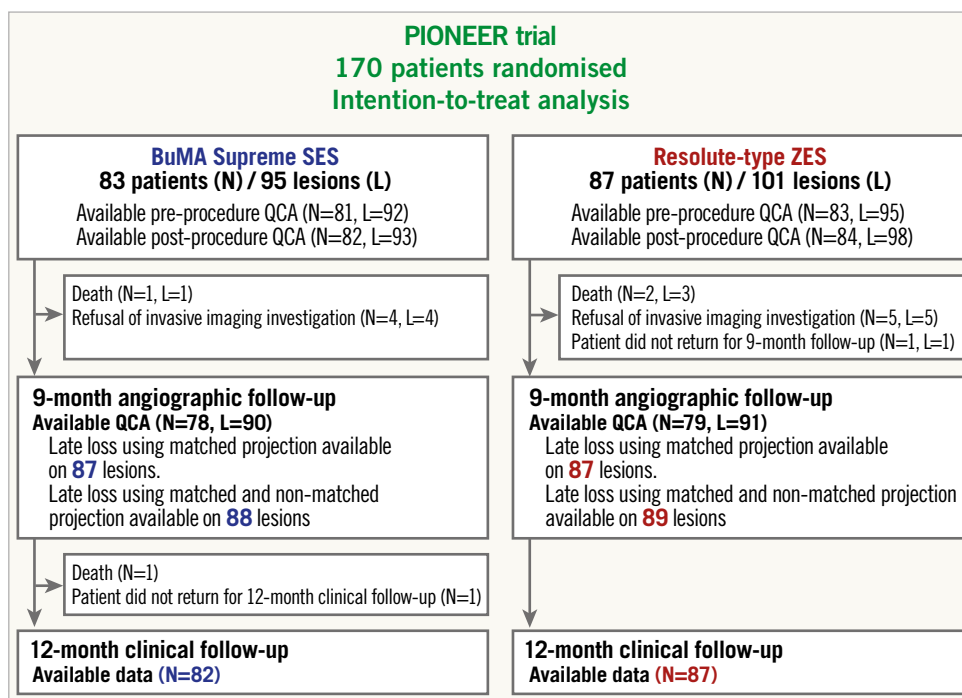 PIONEER trial
170 patients randomised
Intention-to-treat analysis
BuMA Supreme SES
83 patients (N) / 95 lesions (L)
Available pre-procedure QCA (N=81, L=92)
Available post-procedure QCA (N=82, L=93)
Resolute-type ZES
87 patients (N) / 101 lesions (L)
Available pre-procedure QCA (N=83, L=95)
Available post-procedure QCA (N=84, L=98)
Death (N=1, L=1)
Refusal of invasive imaging investigation (N=4, L=4)
Death (N=2, L=3)
Refusal of invasive imaging investigation (N=5, L=5)
Patient did not return for 9-month follow-up (N=1, L=1)
9-month angiographic follow-up
Available QCA (N=78, L=90)
Late loss using matched projection available
on 87 lesions.
Late loss using matched and non-matched
projection available on 88 lesions
9-month angiographic follow-up
Available QCA (N=79, L=91)
Late loss using matched projection available
on 87 lesions.
Late loss using matched and non-matched projection
available on 89 lesions
Death (N=1)
Patient did not return for 12-month clinical follow-up (N=1)
12-month clinical follow-up
Available data (N=82)
12-month clinical follow-up
Available data (N=87)